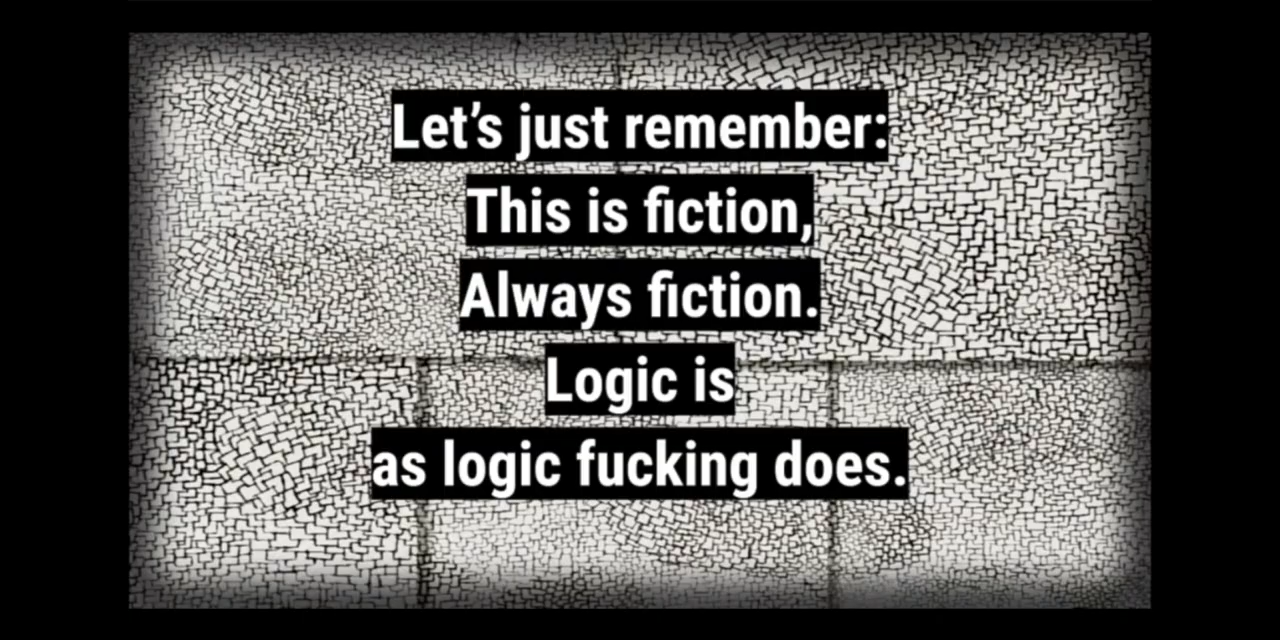 Let’s just remember:
This is fiction,
Always fiction.
Logic is
as logic fucking does.